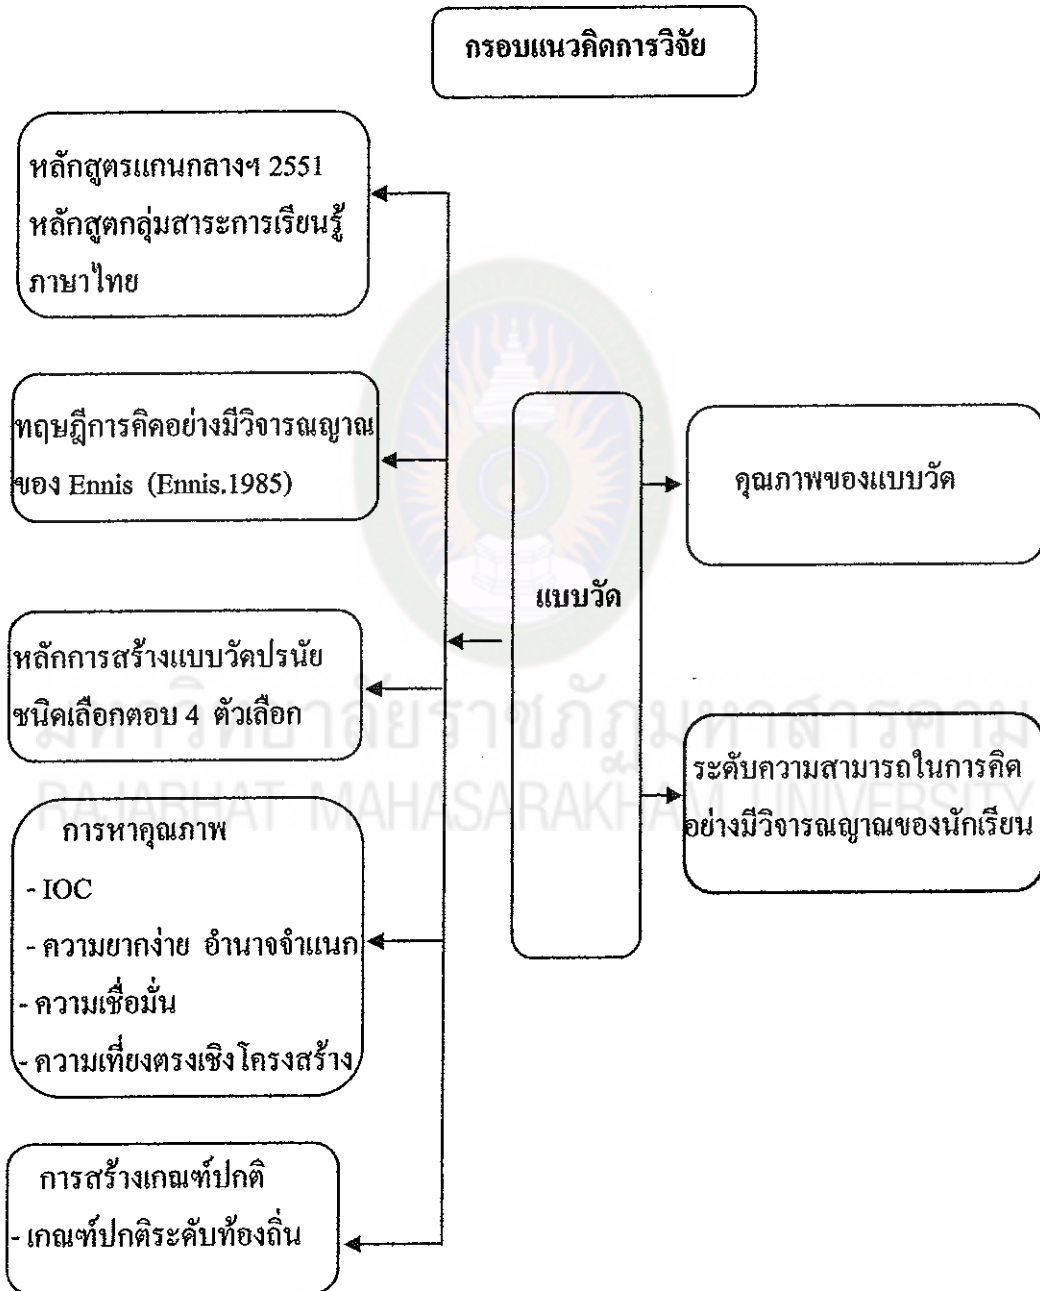 กรอบแนวคิดการวิจัย
หลักสูตรแกนกลางฯ 2551
หลักสูตกลุ่มสาระการเรียนรู้
ภาษาไทย
ทฤษฎีการคิดอย่างมีวิจารณญาณ
ของ Ennis (Ennis.1985)
หลักการสร้างแบบวัดปรนัย
ชนิดเลือกตอบ 4 ตัวเลือก
การหาคุณภาพ
- IOC
- ความยากง่าย อำนาจจำแนก
- ความเชื่อมั่น
- ความเที่ยงตรงเชิงโครงสร้าง
การสร้างเกณฑ์ปกติ
- เกณฑ์ปกติระดับท้องถิ่น
แบบวัด
คุณภาพของแบบวัด
ระดับความสามารถในการคิด
อย่างมีวิจารณญาณของนักเรียน
มหาวิทยาลัยราชภัฏมหาสารคาม
RAJABHAT MAHASARAKHAM UNIVERSITY